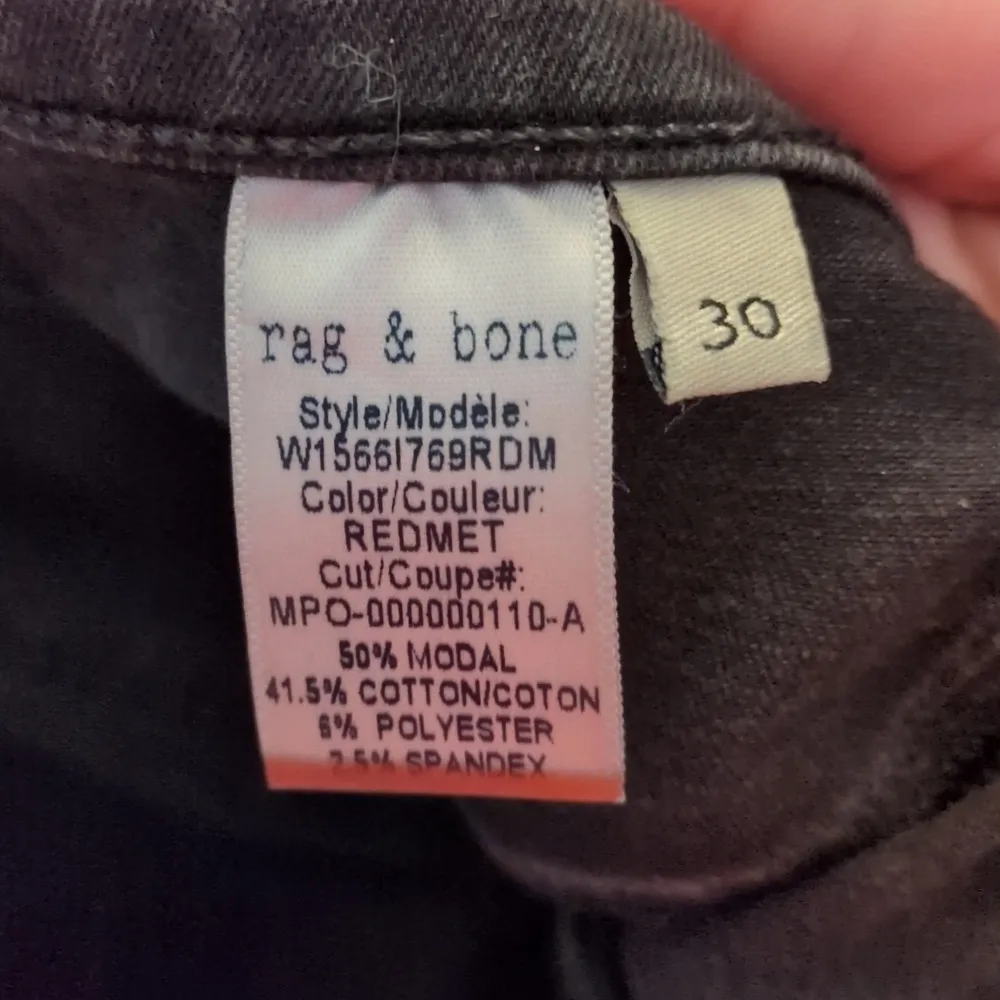 rag & bone
Style/Modèle:
W1566I769RDM
Color/Couleur:
REDMET
Cut/Coupe#:
MPO-000000110-A
50% MODAL
41.5% COTTON/COTON
6% POLYESTER
2.5% SPANDEX
30